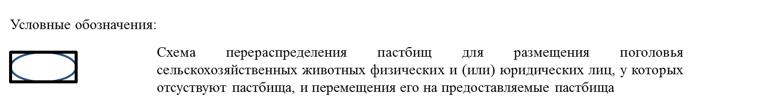 Условные обозначения:
Схема перераспределения пастбищ для размещения поголовья
сельскохозяйственных животных физических и (или) юридических лиц, у которых
отсуствуют пастбища, и перемещения его на предоставляемые пастбища